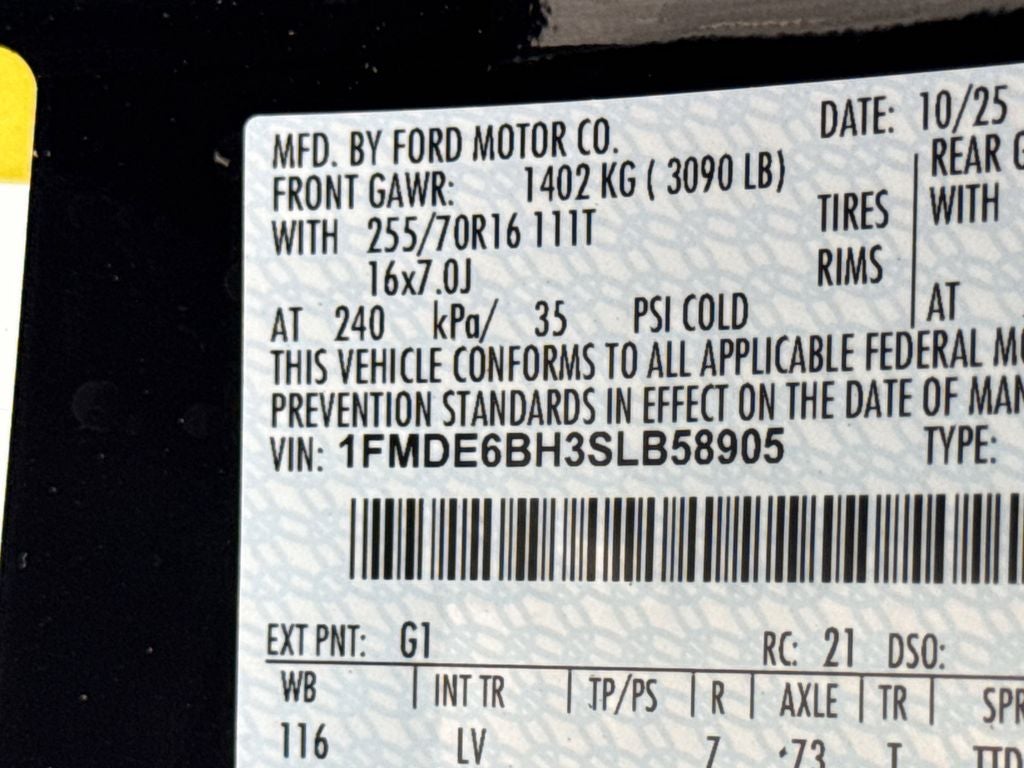 MFD. BY FORD MOTOR CO. DATE: 10/25
FRONT GAWR: 1402 KG ( 3090 LB) REAR
WITH 255/70R16 111T TIRES WITH
16x7.0J RIMS
AT 240 kPa/ 35 PSI COLD AT
THIS VEHICLE CONFORMS TO ALL APPLICABLE FEDERAL
PREVENTION STANDARDS IN EFFECT ON THE DATE OF
VIN: 1FMDE6BH3SLB58905 TYPE:
EXT PNT: G1 RC: 21 DSO:
WB INT TR TP/PS R AXLE TR
116 LV 7 73 T